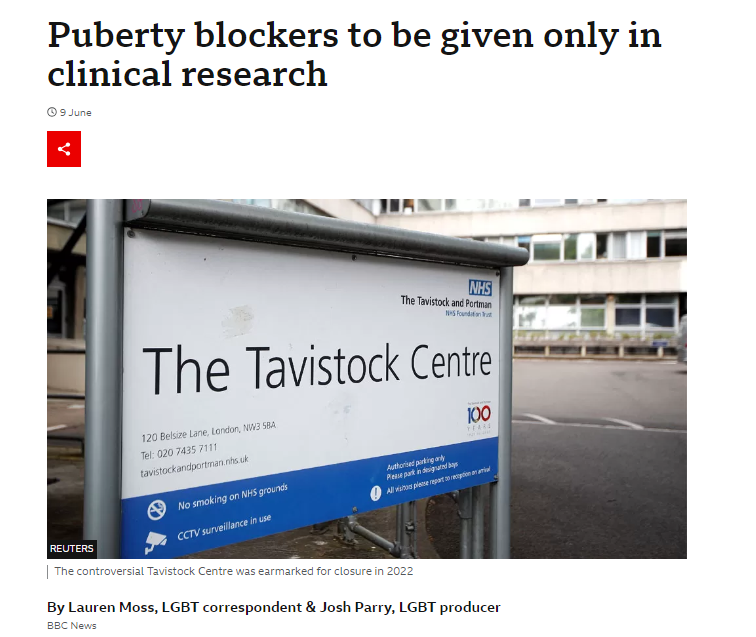 Puberty blockers to be given only in
clinical research
9 June
NHS
The Tavistock and Portman
NHS Foundation Trust
The Tavistock Centre
100
YEARS
120 Belsize Lane, London, NW3 5BA
Tel: 020 7435 7111
tavistockandportman.nhs.uk
No smoking on NHS grounds
CCTV surveillance in use
Authorised parking only
Please park in designated bays
All visitors please report to reception on arrival
REUTERS
The controversial Tavistock Centre was earmarked for closure in 2022
By Lauren Moss, LGBT correspondent & Josh Parry, LGBT producer
BBC News